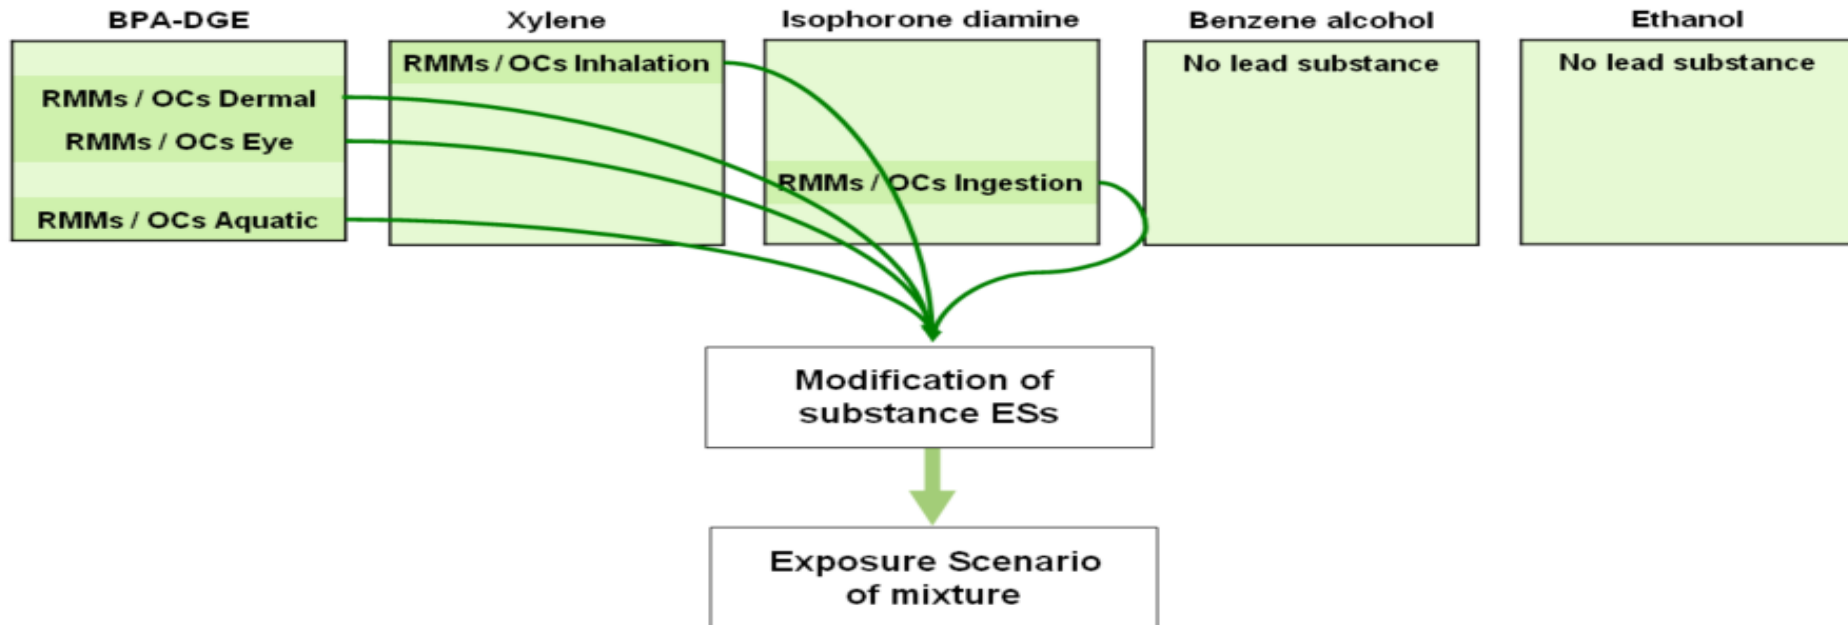 BPA-DGE
Xylene
Isophorone diamine
Benzene alcohol
Ethanol
RMMs / OCs Dermal
RMMs / OCs Eye
RMMs / OCs Aquatic
RMMs / OCs Inhalation
RMMs / OCs Ingestion
No lead substance
No lead substance
Modification of
substance ESs
Exposure Scenario
of mixture